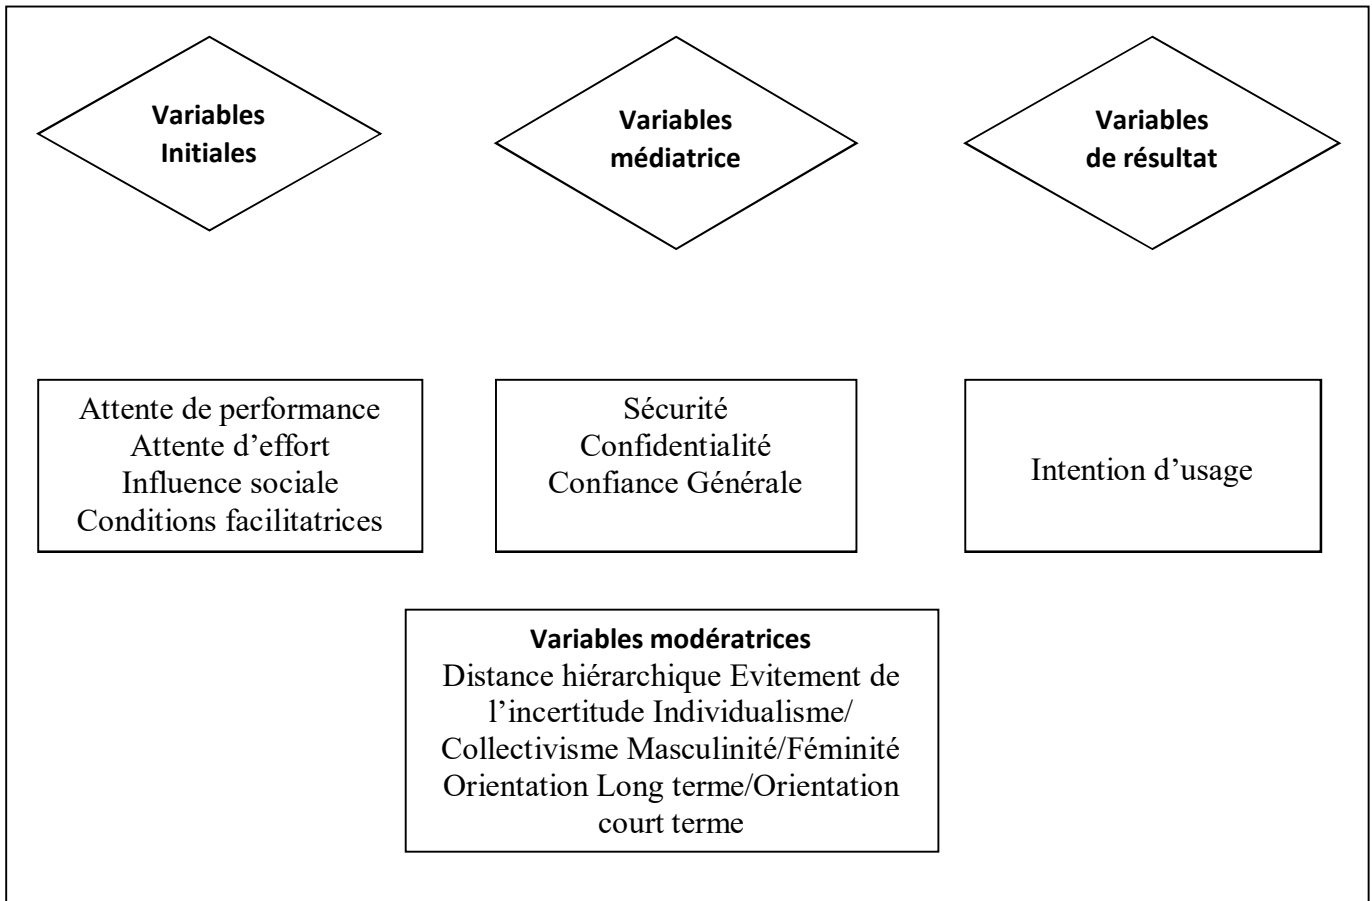 Variables
Initiales
Variables
médiatrice
Variables
de résultat
Attente de performance
Attente d’effort
Influence sociale
Conditions facilitatrices
Sécurité
Confidentialité
Confiance Générale
Intention d’usage
Variables modératrices
Distance hiérarchique Evitement de
l’incertitude Individualisme/
Collectivisme Masculinité/Féminité
Orientation Long terme/Orientation
court terme